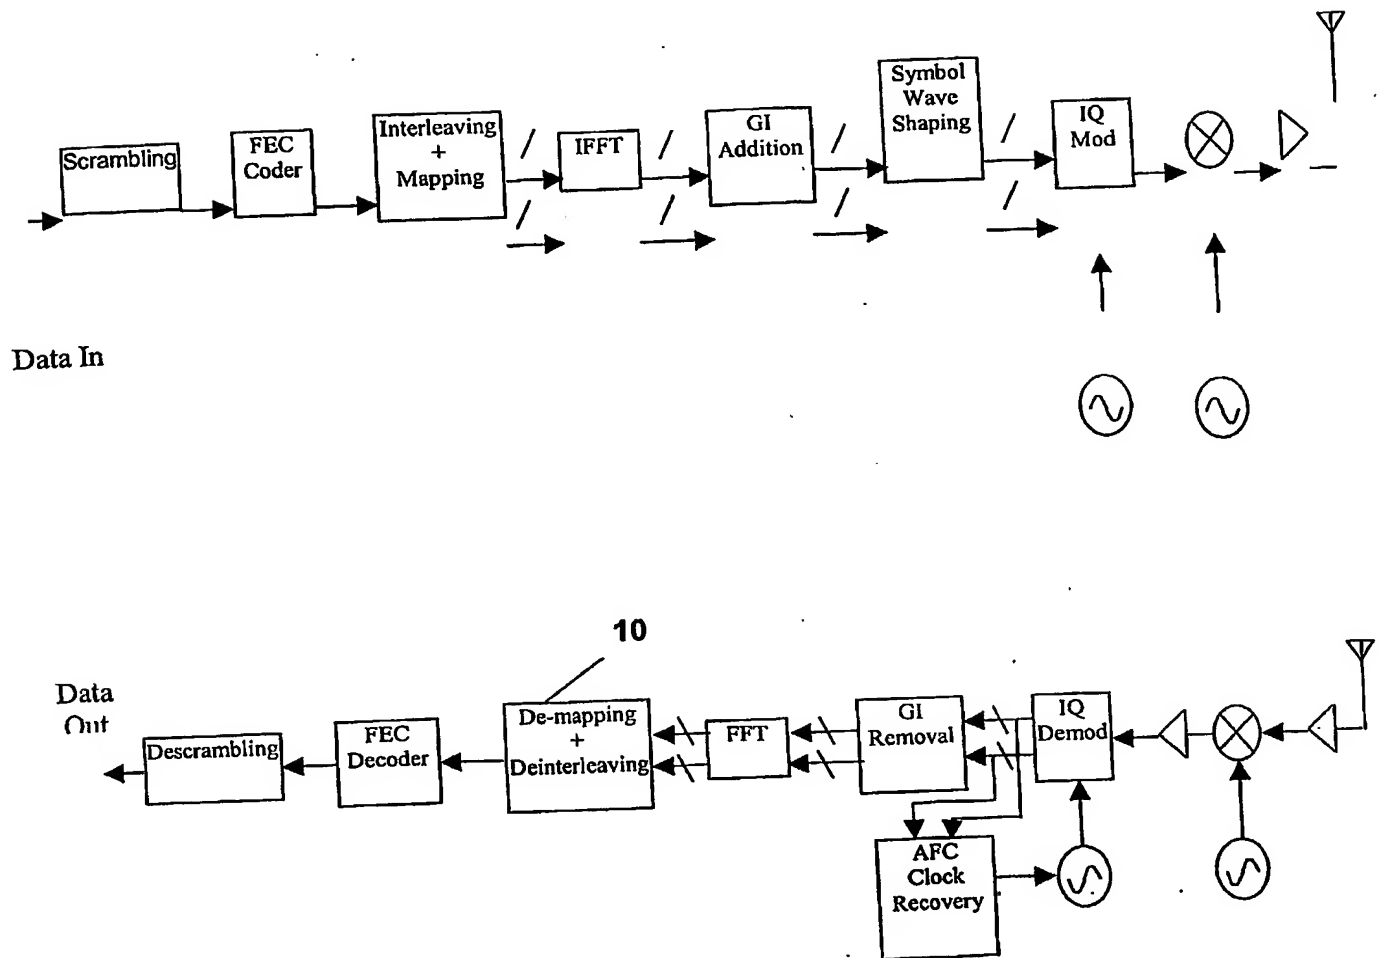 Scrambling
FEC
Coder
Interleaving
+
Mapping
IFFT
GI
Addition
Symbol
Wave
Shaping
IQ
Mod
Data In
10
Data
Out
Descrambling
FEC
Decoder
De-mapping
+
Deinterleaving
FFT
GI
Removal
IQ
Demod
AFC
Clock
Recovery